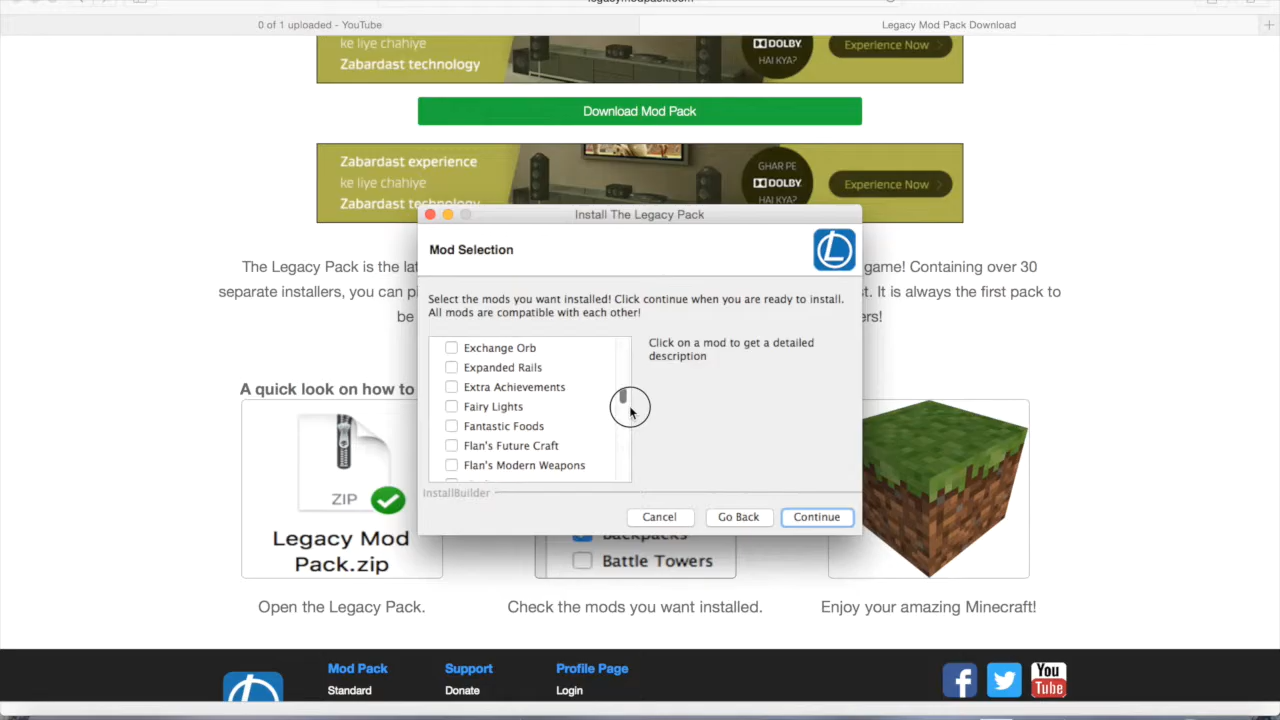 0 of 1 uploaded - YouTube
Legacy Mod Pack Download
ke liye chahiye
Zabardast technology
DOLBY
HAI KYA?
Experience Now
Download Mod Pack
Zabardast experience
ke liye chahiye
Zabardast
GHAR PE
DOLBY
HAI KYA?
Experience Now
Install The Legacy Pack
Mod Selection
The Legacy Pack is the
game! Containing over 30
separate installers, you can
It is always the first pack to
be
Select the mods you want installed! Click continue when you are ready to install.
All mods are compatible with each other!
Exchange Orb
Expanded Rails
Extra Achievements
Fairy Lights
Fantastic Foods
Flan's Future Craft
Flan's Modern Weapons
Click on a mod to get a detailed
description
InstallBuilder
Cancel
Go Back
Continue
A quick look on how to
ZIP
Legacy Mod
Pack.zip
Backpacks
Battle Towers
Open the Legacy Pack.
Check the mods you want installed.
Enjoy your amazing Minecraft!
Mod Pack
Support
Profile Page
Standard
Donate
Login
You
Tube